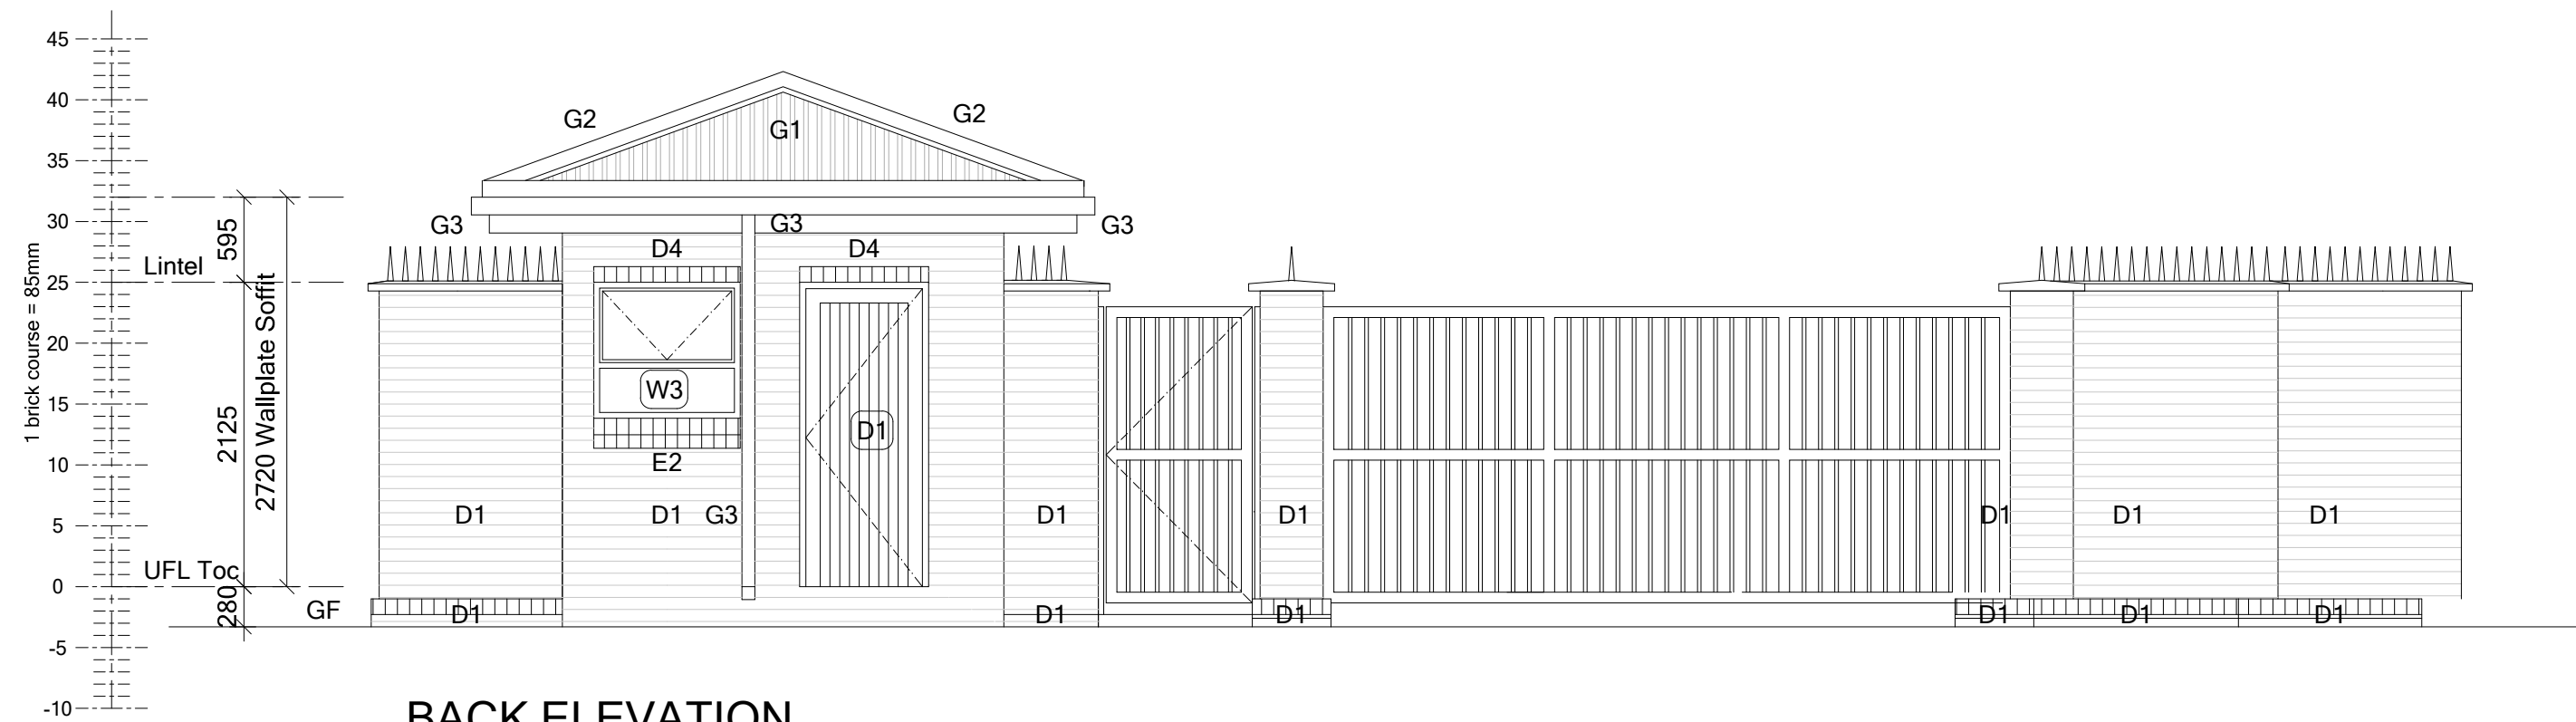 45
40
35
30
25
20
15
10
5
0
-5
-10
1 brick course = 85mm
595
2125
280
2720 Wallplate Soffit
Lintel
UFL Toc
GF
G2
G2
G1
G3
G3
G3
D4
D4
W3
D1
E2
D1
D1
G3
D1
D1
D1
D1
D1
D1
D1
D1
D1
D1
D1
BACK ELEVATION